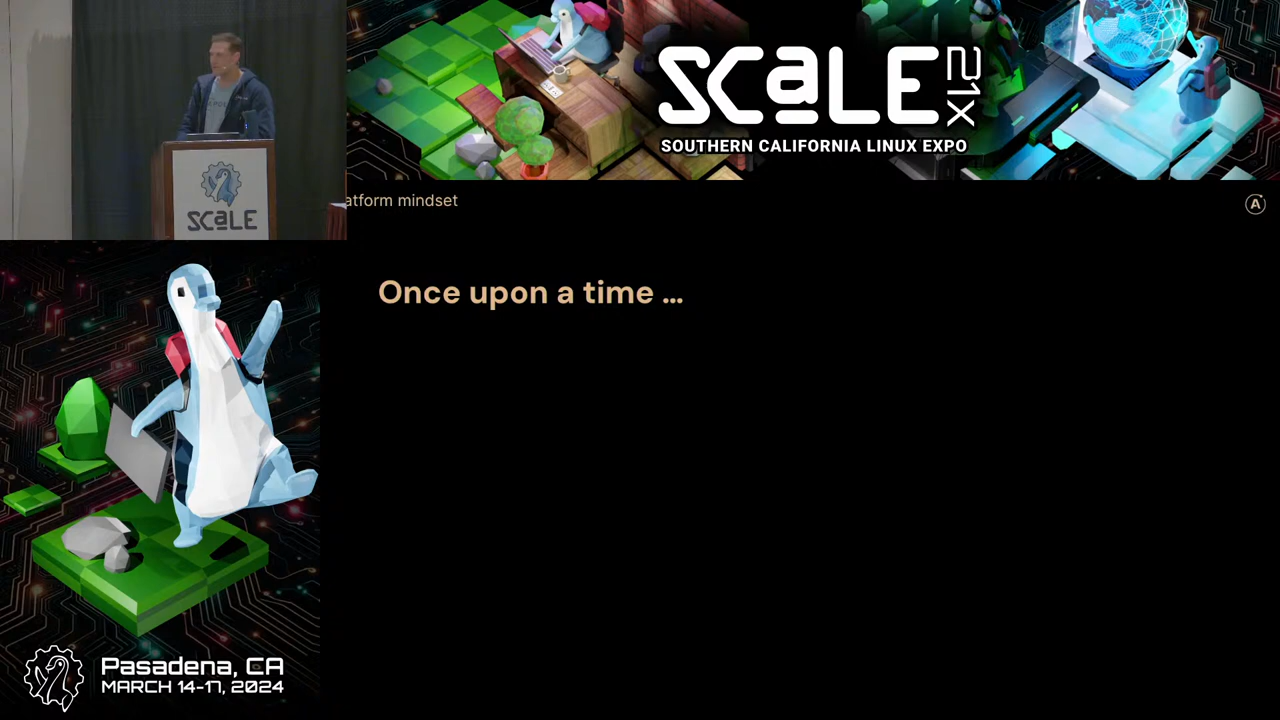 SCaLE 21x
SOUTHERN CALIFORNIA LINUX EXPO
SCaLE
atform mindset
A
Once upon a time ...
Pasadena, CA
MARCH 14-17, 2024